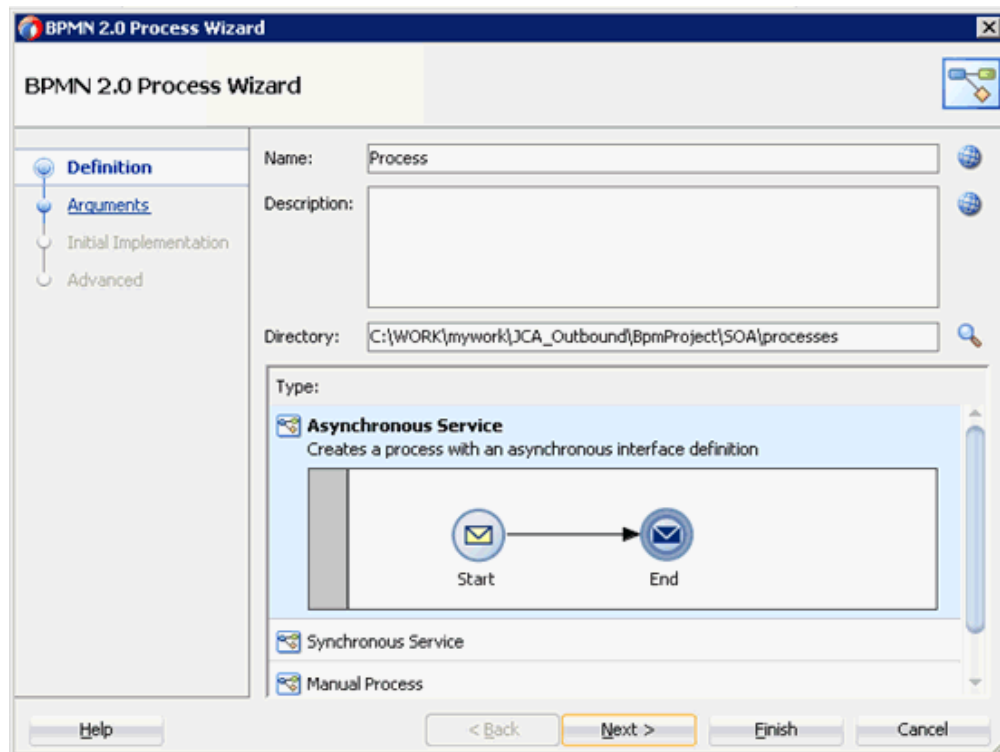 BPMN 2.0 Process Wizard
BPMN 2.0 Process Wizard
Definition
Arguments
Initial Implementation
Advanced
Name: Process
Description:
Directory: C:\WORK\mywork\JCA_Outbound\BpmProject\SOA\processes
Type:
Asynchronous Service
Creates a process with an asynchronous interface definition
Start End
Synchronous Service
Manual Process
Help < Back Next > Finish Cancel